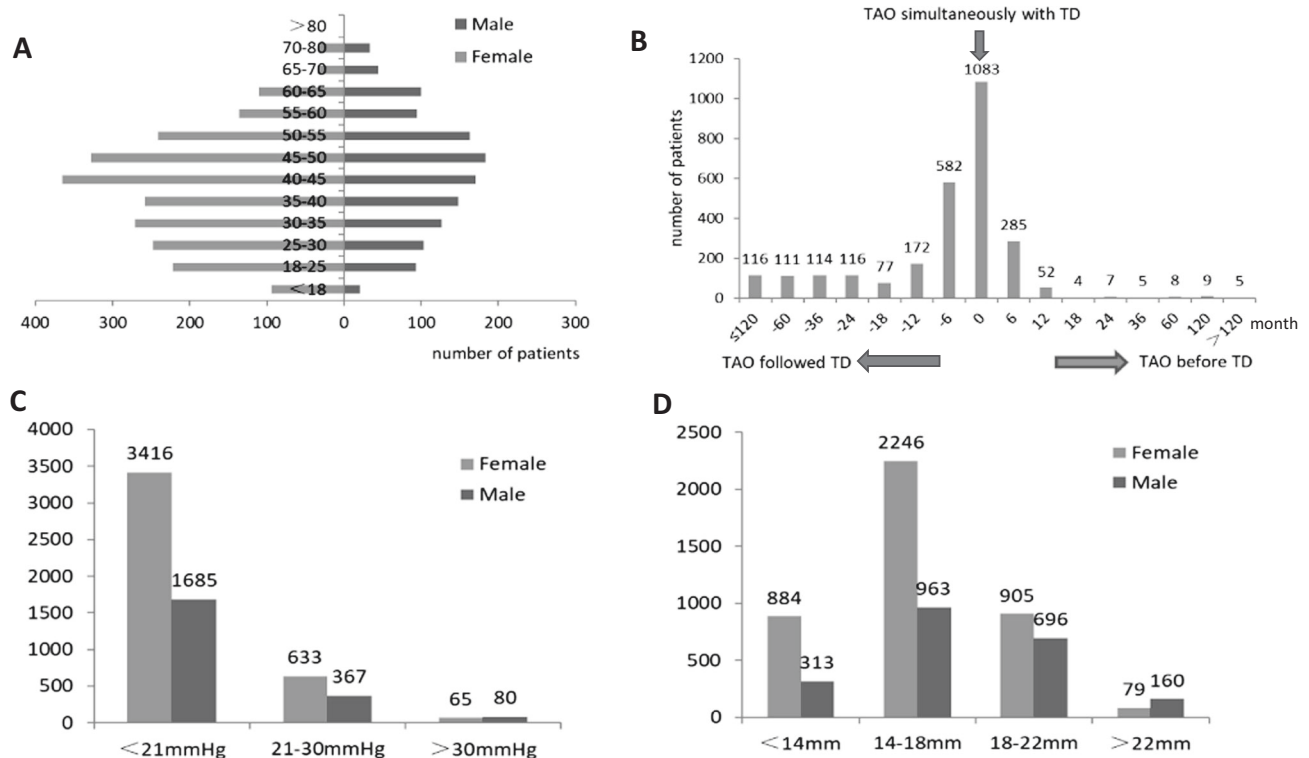 A
>80
70-80
65-70
60-65
55-60
50-55
45-50
40-45
35-40
30-35
25-30
18-25
<18
Male
Female
400 300 200 100 0 100 200 300
number of patients
B
TAO simultaneously with TD
number of patients
1200
1000
800
600
400
200
0
116 111 114 116 77 172 582 1083 285 52 4 7 5 8 9 5
≤120 -60 -36 -24 -18 -12 -6 0 6 12 18 24 36 60 120 >120 month
TAO followed TD
TAO before TD
C
4000
3500
3000
2500
2000
1500
1000
500
0
3416 1685 633 367 65 80
Female
Male
<21mmHg 21-30mmHg >30mmHg
D
2500
2000
1500
1000
500
0
884 313 2246 963 905 696 79 160
Female
Male
<14mm 14-18mm 18-22mm >22mm